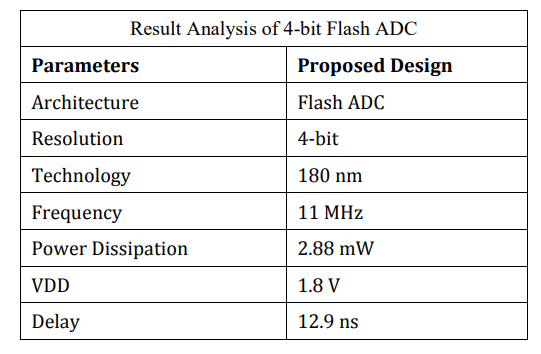 Result Analysis of 4-bit Flash ADC
Parameters Proposed Design
Architecture Flash ADC
Resolution 4-bit
Technology 180 nm
Frequency 11 MHz
Power Dissipation 2.88 mW
VDD 1.8 V
Delay 12.9 ns